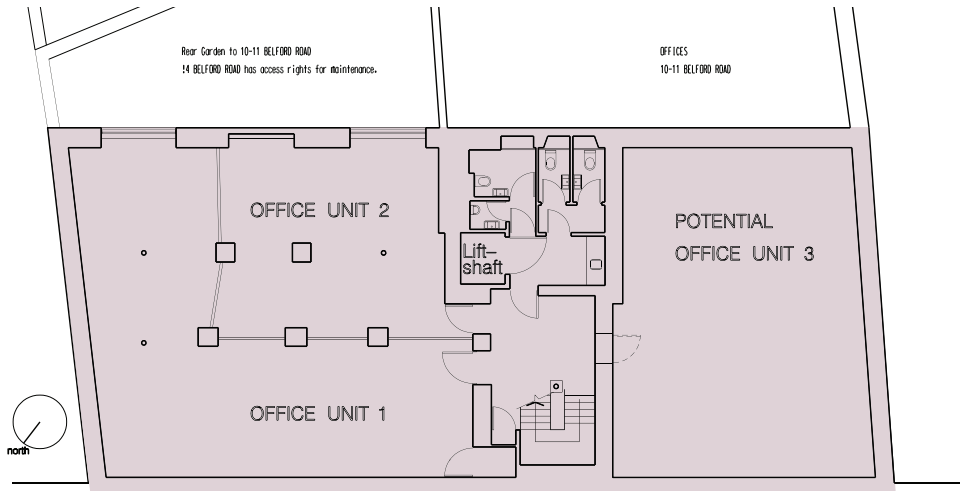 Rear Garden to 10-11 BELFORD ROAD
!4 BELFORD ROAD has access rights for maintenance.
OFFICES
10-11 BELFORD ROAD
OFFICE UNIT 2
POTENTIAL
OFFICE UNIT 3
Lift-
shaft
OFFICE UNIT 1
north